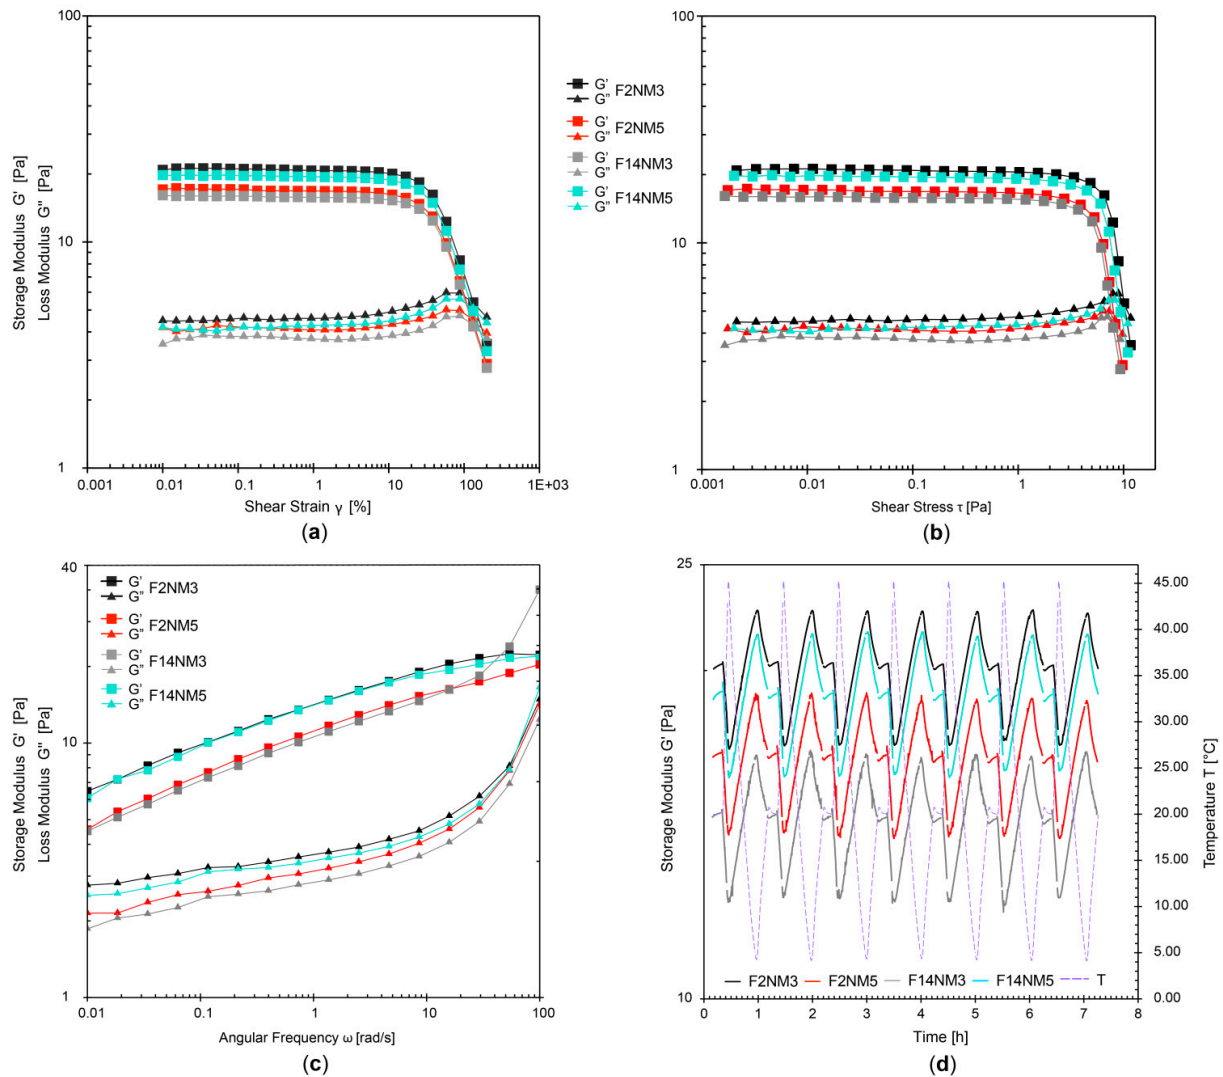 100
10
1
0.001
0.01
0.1
1
10
100
1E+03
Storage Modulus G' [Pa]
Loss Modulus G" [Pa]
Shear Strain γ [%]
(a)
G' F2NM3
G"
G' F2NM5
G"
G' F14NM3
G"
G' F14NM5
G"
100
10
1
0.001
0.01
0.1
1
10
100
Shear Stress τ [Pa]
(b)
40
10
1
0.01
0.1
1
10
100
Storage Modulus G' [Pa]
Loss Modulus G" [Pa]
G' F2NM3
G"
G' F2NM5
G"
G' F14NM3
G"
G' F14NM5
G"
Angular Frequency ω [rad/s]
(c)
25
10
Storage Modulus G' [Pa]
45.00
40.00
35.00
30.00
25.00
20.00
15.00
10.00
5.00
0.00
Temperature T [°C]
F2NM3 F2NM5 F14NM3 F14NM5 T
0 1 2 3 4 5 6 7 8
Time [h]
(d)